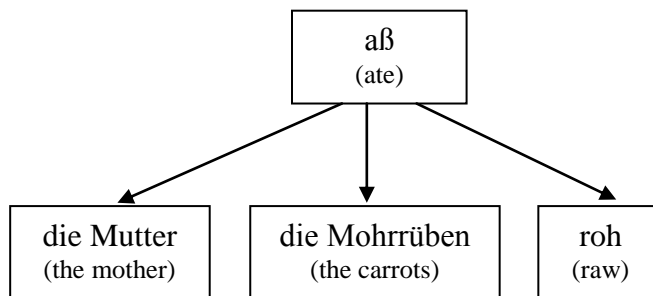 aß
(ate)
die Mutter
(the mother)
die Mohrrüben
(the carrots)
roh
(raw)